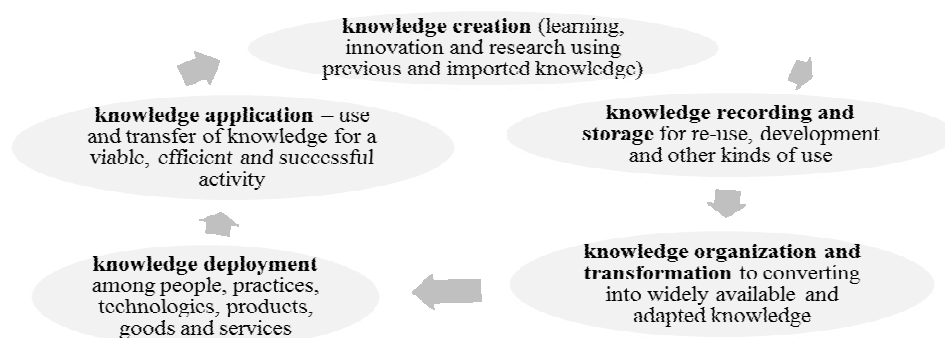 knowledge creation (learning,
innovation and research using
previous and imported knowledge)
knowledge recording and
storage for re-use, development
and other kinds of use
knowledge organization and
transformation to converting
into widely available and
adapted knowledge
knowledge deployment
among people, practices,
technologies, products,
goods and services
knowledge application – use
and transfer of knowledge for a
viable, efficient and successful
activity